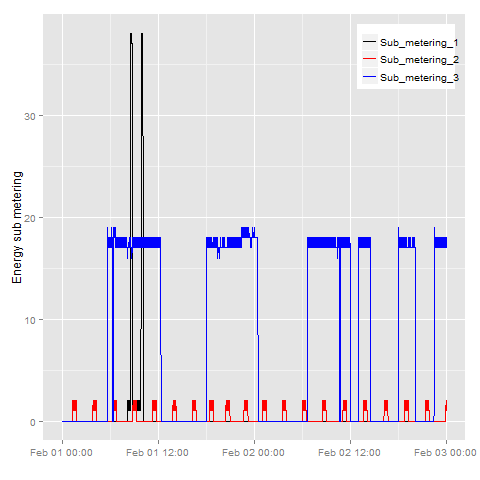 Sub_metering_1
Sub_metering_2
Sub_metering_3
Energy sub metering
30
20
10
0
Feb 01 00:00 Feb 01 12:00 Feb 02 00:00 Feb 02 12:00 Feb 03 00:00